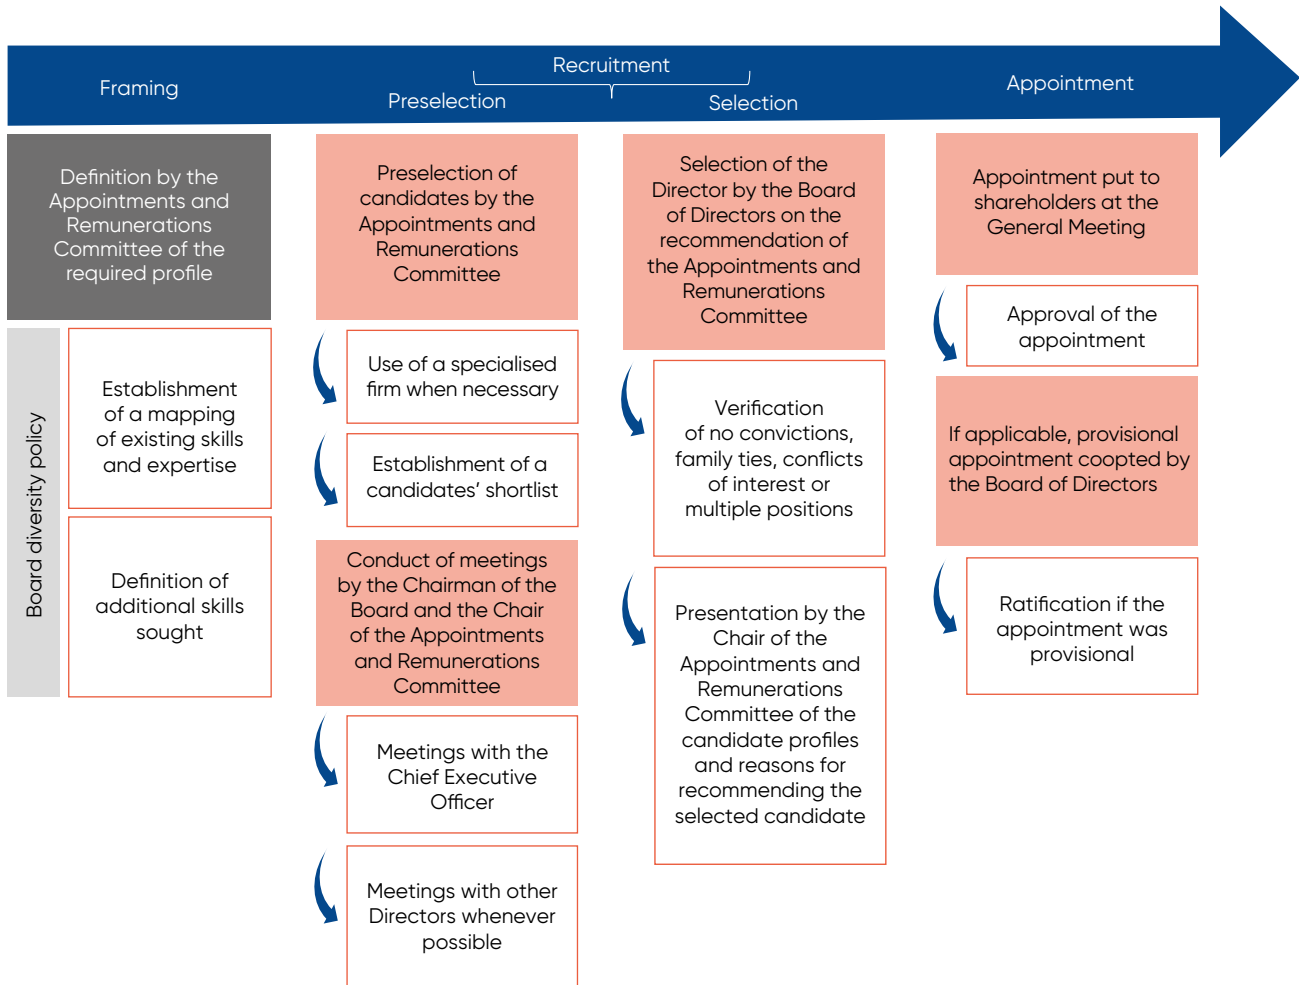 Framing
Recruitment
Preselection
Selection
Appointment
Definition by the
Appointments and
Remunerations
Committee of the
required profile
Board diversity policy
Establishment
of a mapping
of existing skills
and expertise
Definition of
additional skills
sought
Preselection of
candidates by the
Appointments and
Remunerations
Committee
Use of a specialised
firm when necessary
Establishment of a
candidates’ shortlist
Conduct of meetings
by the Chairman of the
Board and the Chair
of the Appointments
and Remunerations
Committee
Meetings with the
Chief Executive
Officer
Meetings with other
Directors whenever
possible
Selection of the
Director by the Board
of Directors on the
recommendation of
the Appointments and
Remunerations
Committee
Verification
of no convictions,
family ties, conflicts
of interest or
multiple positions
Presentation by the
Chair of the
Appointments and
Remunerations
Committee of the
candidate profiles
and reasons for
recommending the
selected candidate
Appointment put to
shareholders at the
General Meeting
Approval of the
appointment
If applicable, provisional
appointment coopted by
the Board of Directors
Ratification if the
appointment was
provisional